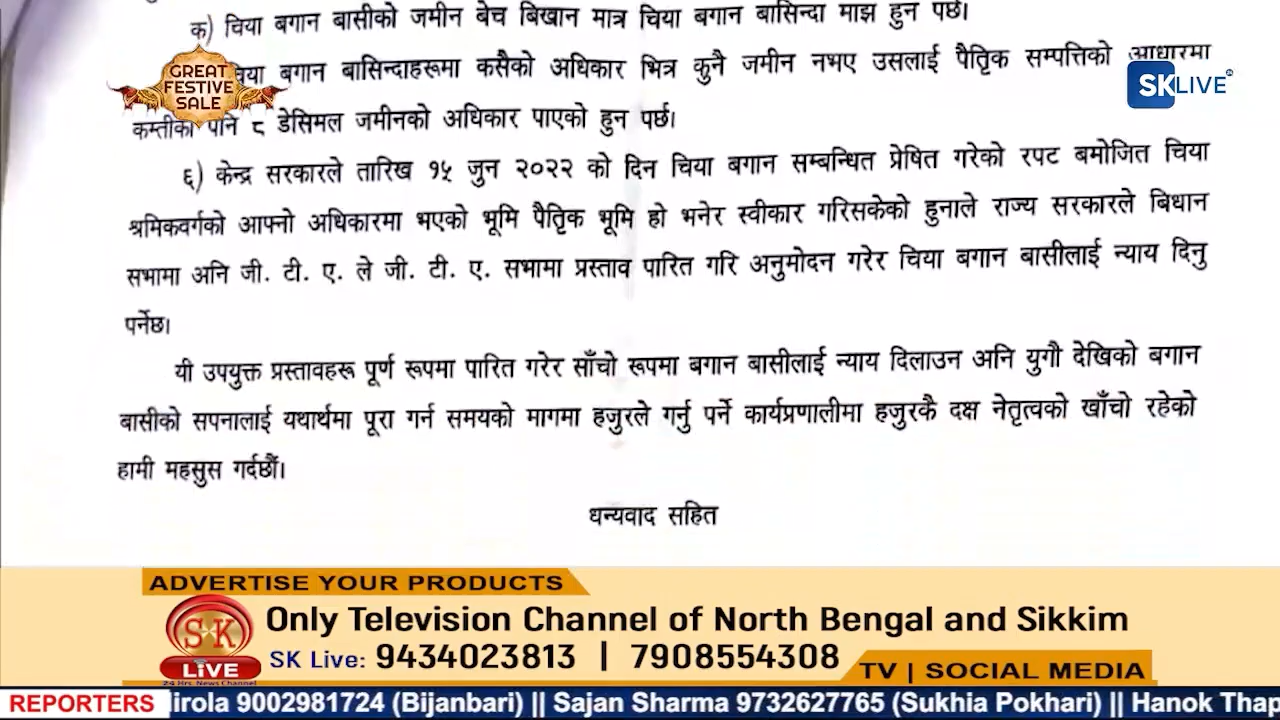 क) चिया बगान बासीको जमीन बेच बिखान मात्र चिया बगान बासिन्दा माझ हुन पर्छ।
चिया बगान बासिन्दाहरूमा कसैको अधिकार भित्र कुनै जमीन नभए उसलाई पैतृिक सम्पत्तिको आधारमा
कम्तीको पनि ८ डेसिमल जमीनको अधिकार पाएको हुन पर्छ।
६) केन्द्र सरकारले तारिख १५ जुन २०२२ को दिन चिया बगान सम्बन्धित प्रेषित गरेको रपट बमोजित चिया
श्रमिकवर्गको आफ्नो अधिकारमा भएको भूमि पैतृिक भूमि हो भनेर स्वीकार गरिसकेको हुनाले राज्य सरकारले बिधान
सभामा अनि जी. टी. ए. ले जी. टी. ए. सभामा प्रस्ताव पारित गरि अनुमोदन गरेर चिया बगान बासीलाई न्याय दिनु
पर्नेछ।
यी उपयुक्त प्रस्तावहरू पूर्ण रूपमा पारित गरेर साँचो रूपमा बगान बासीलाई न्याय दिलाउन अनि युगौ देखिको बगान
बासीको सपनालाई यथार्थमा पूरा गर्न समयको मागमा हजुरले गर्नु पर्ने कार्यप्रणालीमा हजुरकै दक्ष नेतृत्वको खाँचो रहेको
हामी महसुस गर्दछौं।
धन्यवाद सहित
GREAT
FESTIVE
SALE
SK LIVE
ADVERTISE YOUR PRODUCTS
SK
LIVE
24 Hrs. News Channel
Only Television Channel of North Bengal and Sikkim
SK Live: 9434023813 | 7908554308
TV | SOCIAL MEDIA
REPORTERS
irola 9002981724 (Bijanbari) || Sajan Sharma 9732627765 (Sukhia Pokhari) || Hanok Thap